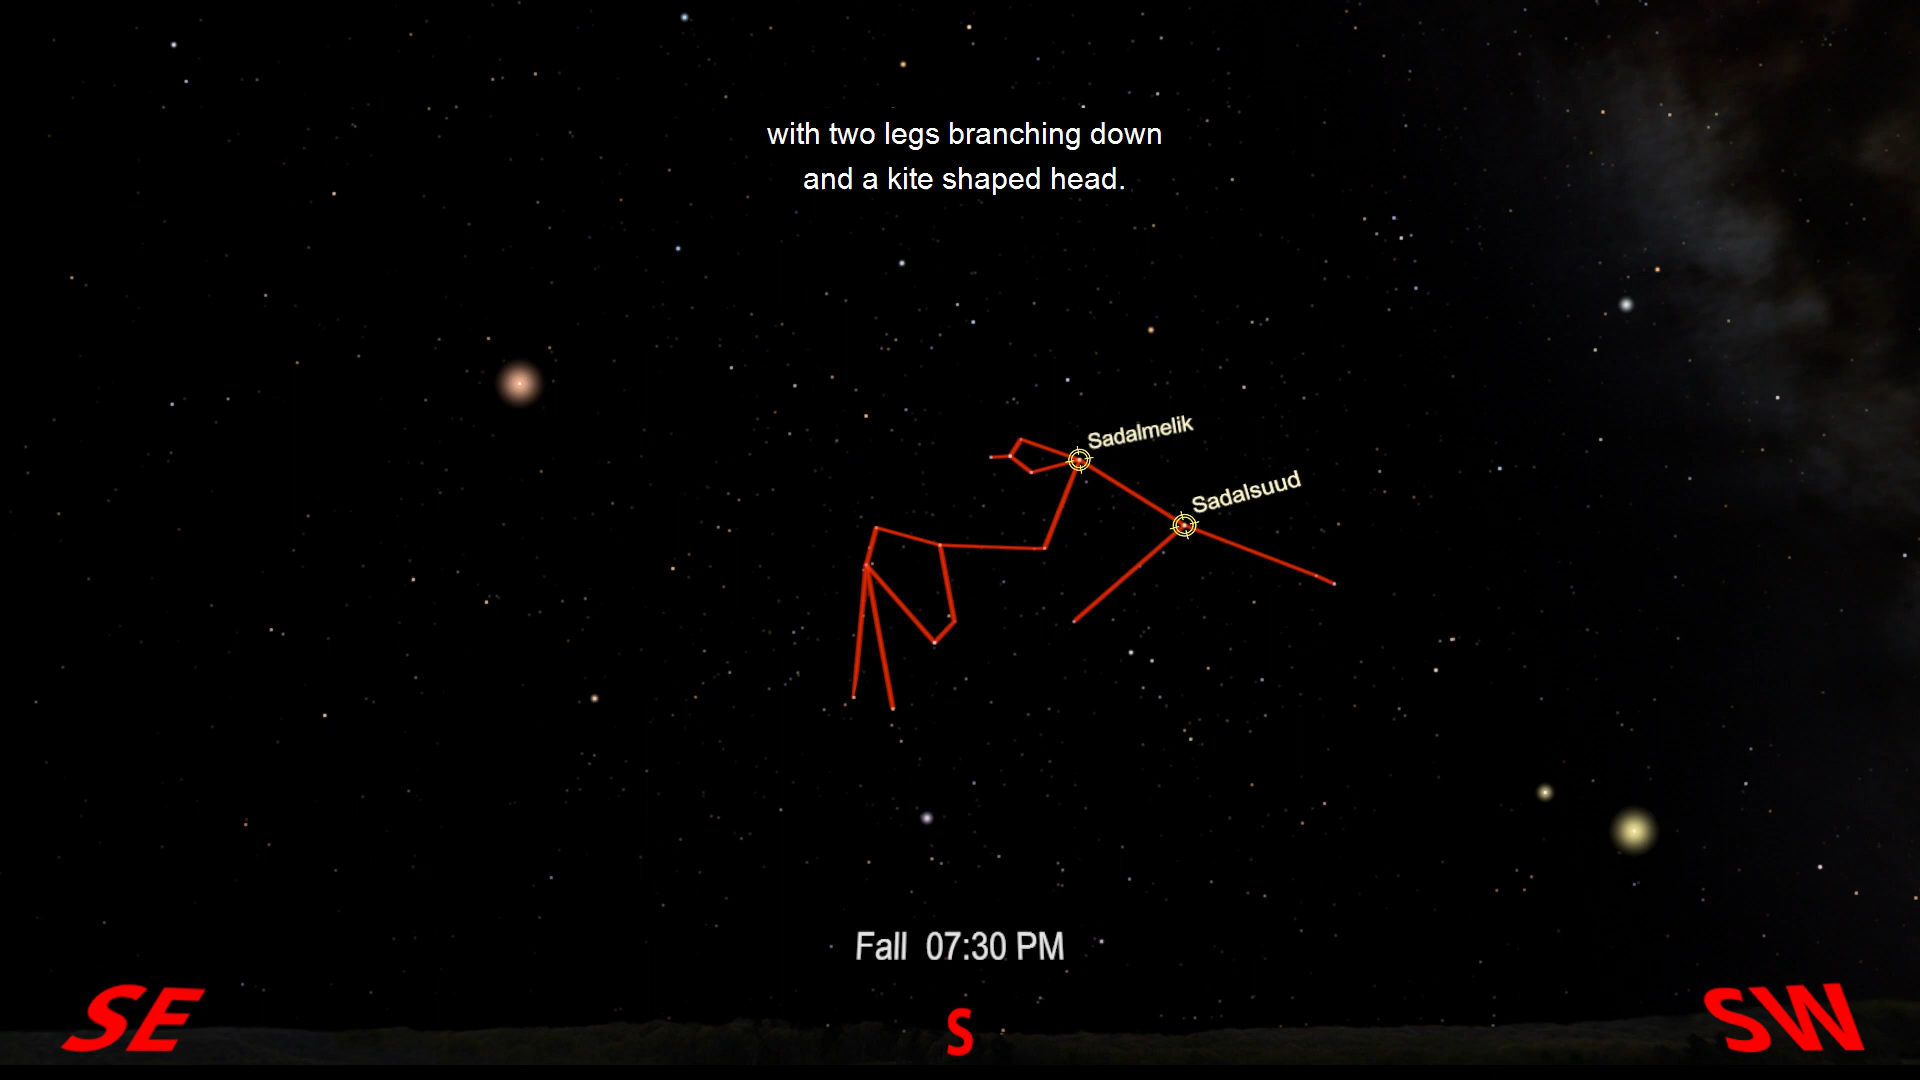 with two legs branching down
and a kite shaped head.
Sadalmelik
Sadalsuud
Fall 07:30 PM
SE
S
SW